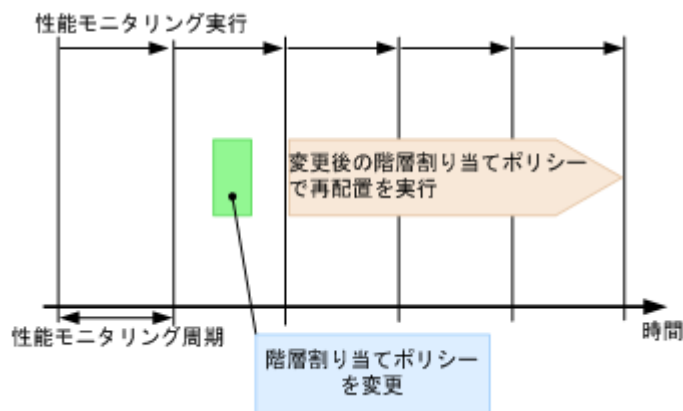 性能モニタリング実行
変更後の階層割り当てポリシー
で再配置を実行
時間
性能モニタリング周期
階層割り当てポリシー
を変更